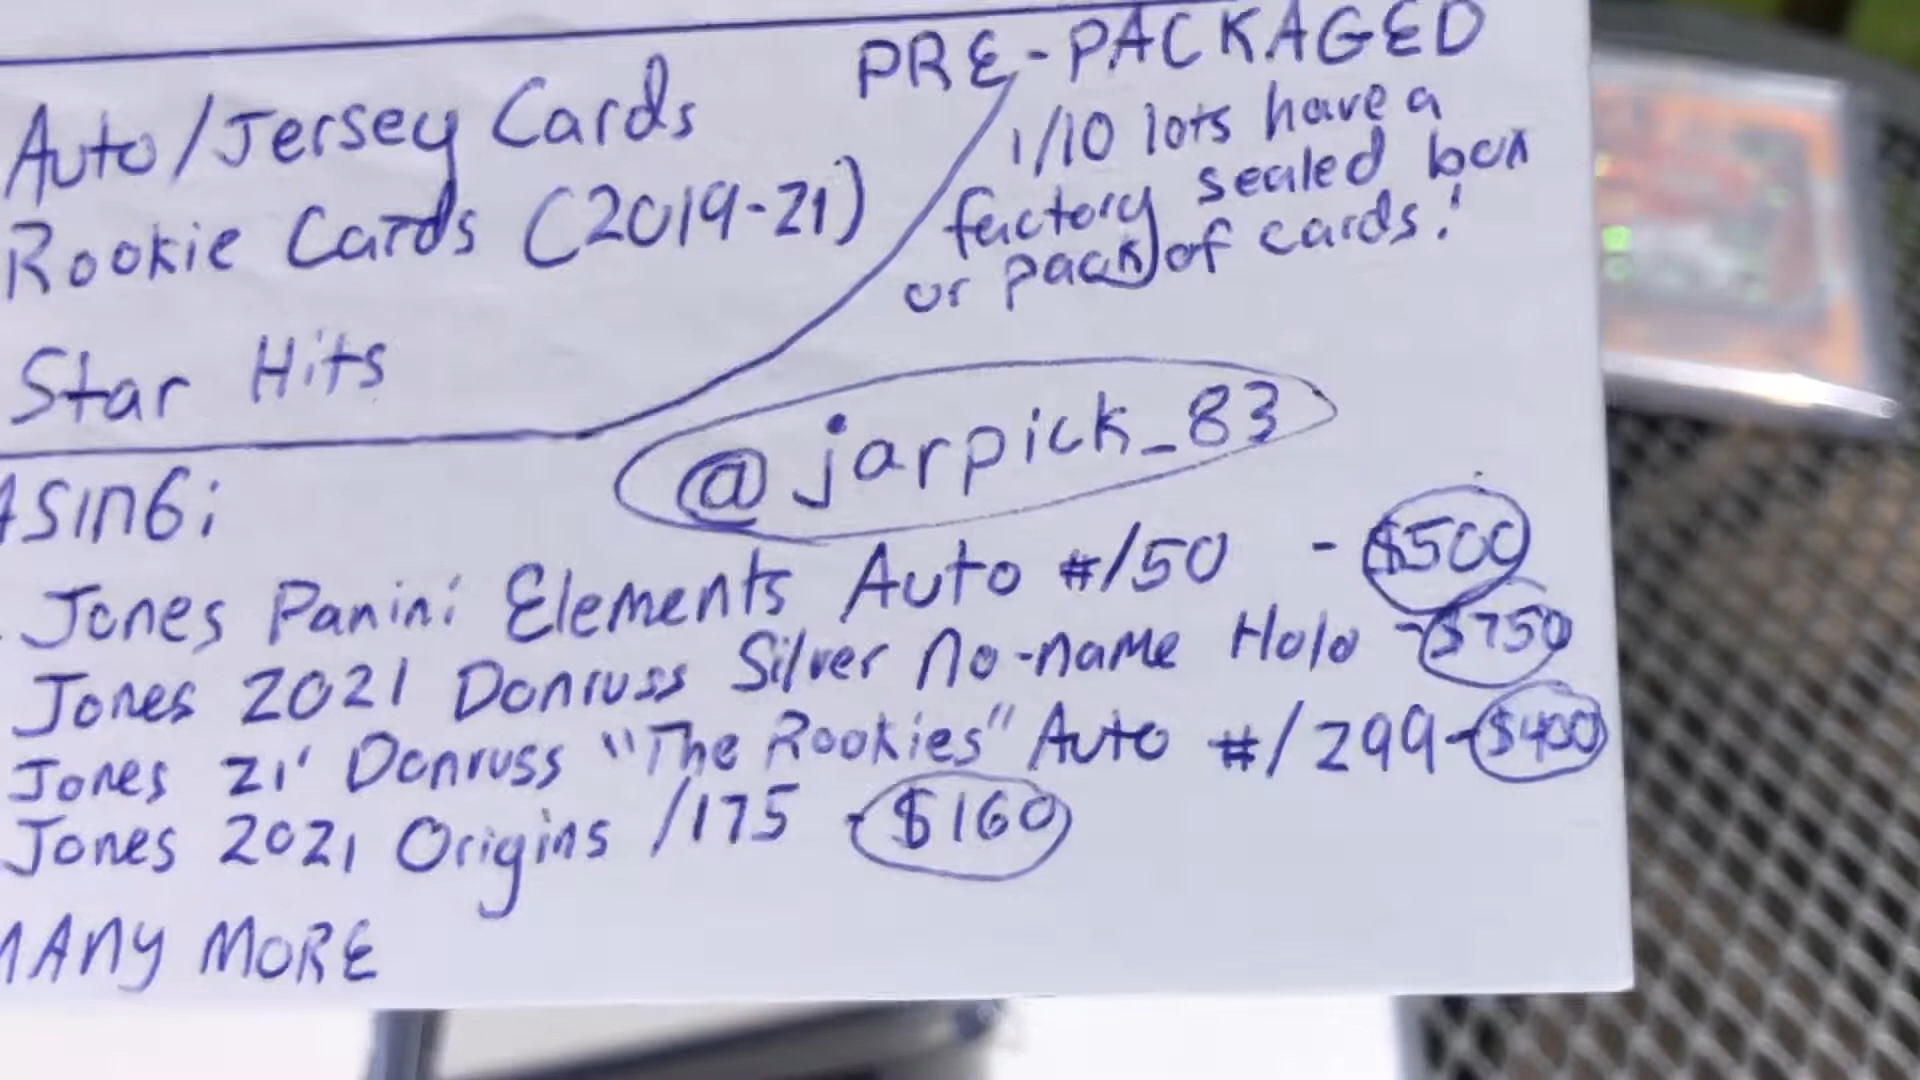 Auto/Jersey Cards
Rookie Cards (2019-21)
Star Hits
PRE-PACKAGED
1/10 lots have a
factory sealed box
or pack of cards!
@jarpick_83
ASING:
Jones Panini Elements Auto #/50 - $500
Jones 2021 Donruss Silver No-name Holo - $750
Jones 21' Donruss "The Rookies" Auto #/299 - $400
Jones 2021 Origins /175 - $160
MANY MORE